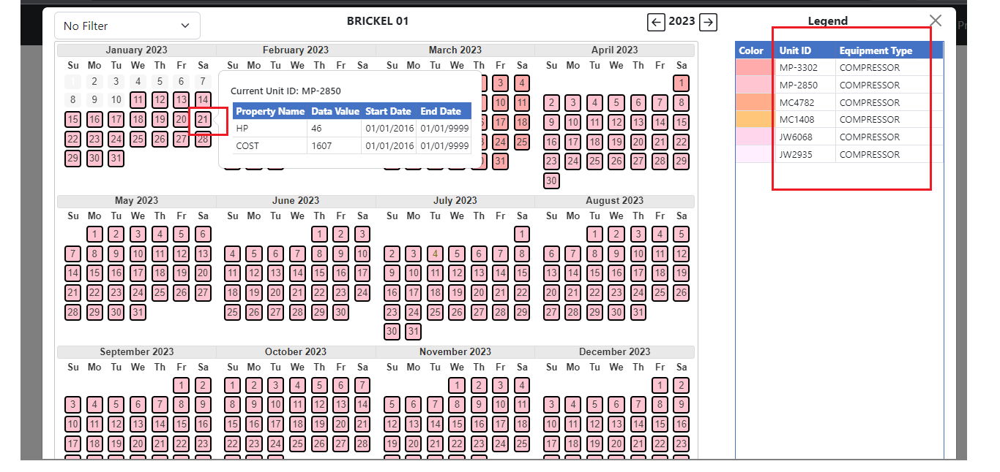 No Filter
BRICKEL 01
2023
Legend
January 2023 February 2023 March 2023 April 2023
Su Mo Tu We Th Fr Sa Su Mo Tu We Th Fr Sa Su Mo Tu We Th Fr Sa Su Mo Tu We Th Fr Sa
1 2 3 4 5 6 7 3 4 1
8 9 10 11 12 13 14 10 11 2 3 4 5 6 7 8
15 16 17 18 19 20 21 17 18 9 10 11 12 13 14 15
22 23 24 25 26 27 28 24 25 16 17 18 19 20 21 22
29 30 31 31 23 24 25 26 27 28 29
30
Current Unit ID: MP-2850
Property Name Data Value Start Date End Date
HP 46 01/01/2016 01/01/9999
COST 1607 01/01/2016 01/01/9999
May 2023 June 2023 July 2023 August 2023
Su Mo Tu We Th Fr Sa Su Mo Tu We Th Fr Sa Su Mo Tu We Th Fr Sa Su Mo Tu We Th Fr Sa
1 2 3 4 5 6 1 2 3 1 1 2 3 4 5
7 8 9 10 11 12 13 4 5 6 7 8 9 10 2 3 4 5 6 7 8 6 7 8 9 10 11 12
14 15 16 17 18 19 20 11 12 13 14 15 16 17 9 10 11 12 13 14 15 13 14 15 16 17 18 19
21 22 23 24 25 26 27 18 19 20 21 22 23 24 16 17 18 19 20 21 22 20 21 22 23 24 25 26
28 29 30 31 25 26 27 28 29 30 23 24 25 26 27 28 29 27 28 29 30 31
30 31
September 2023 October 2023 November 2023 December 2023
Su Mo Tu We Th Fr Sa Su Mo Tu We Th Fr Sa Su Mo Tu We Th Fr Sa Su Mo Tu We Th Fr Sa
1 2 1 2 3 4 5 6 7 1 2 3 4 1 2
3 4 5 6 7 8 9 8 9 10 11 12 13 14 5 6 7 8 9 10 11 3 4 5 6 7 8 9
10 11 12 13 14 15 16 15 16 17 18 19 20 21 12 13 14 15 16 17 18 10 11 12 13 14 15 16
17 18 19 20 21 22 23 22 23 24 25 26 27 28 19 20 21 22 23 24 25 17 18 19 20 21 22 23
Color Unit ID Equipment Type
MP-3302 COMPRESSOR
MP-2850 COMPRESSOR
MC4782 COMPRESSOR
MC1408 COMPRESSOR
JW6068 COMPRESSOR
JW2935 COMPRESSOR